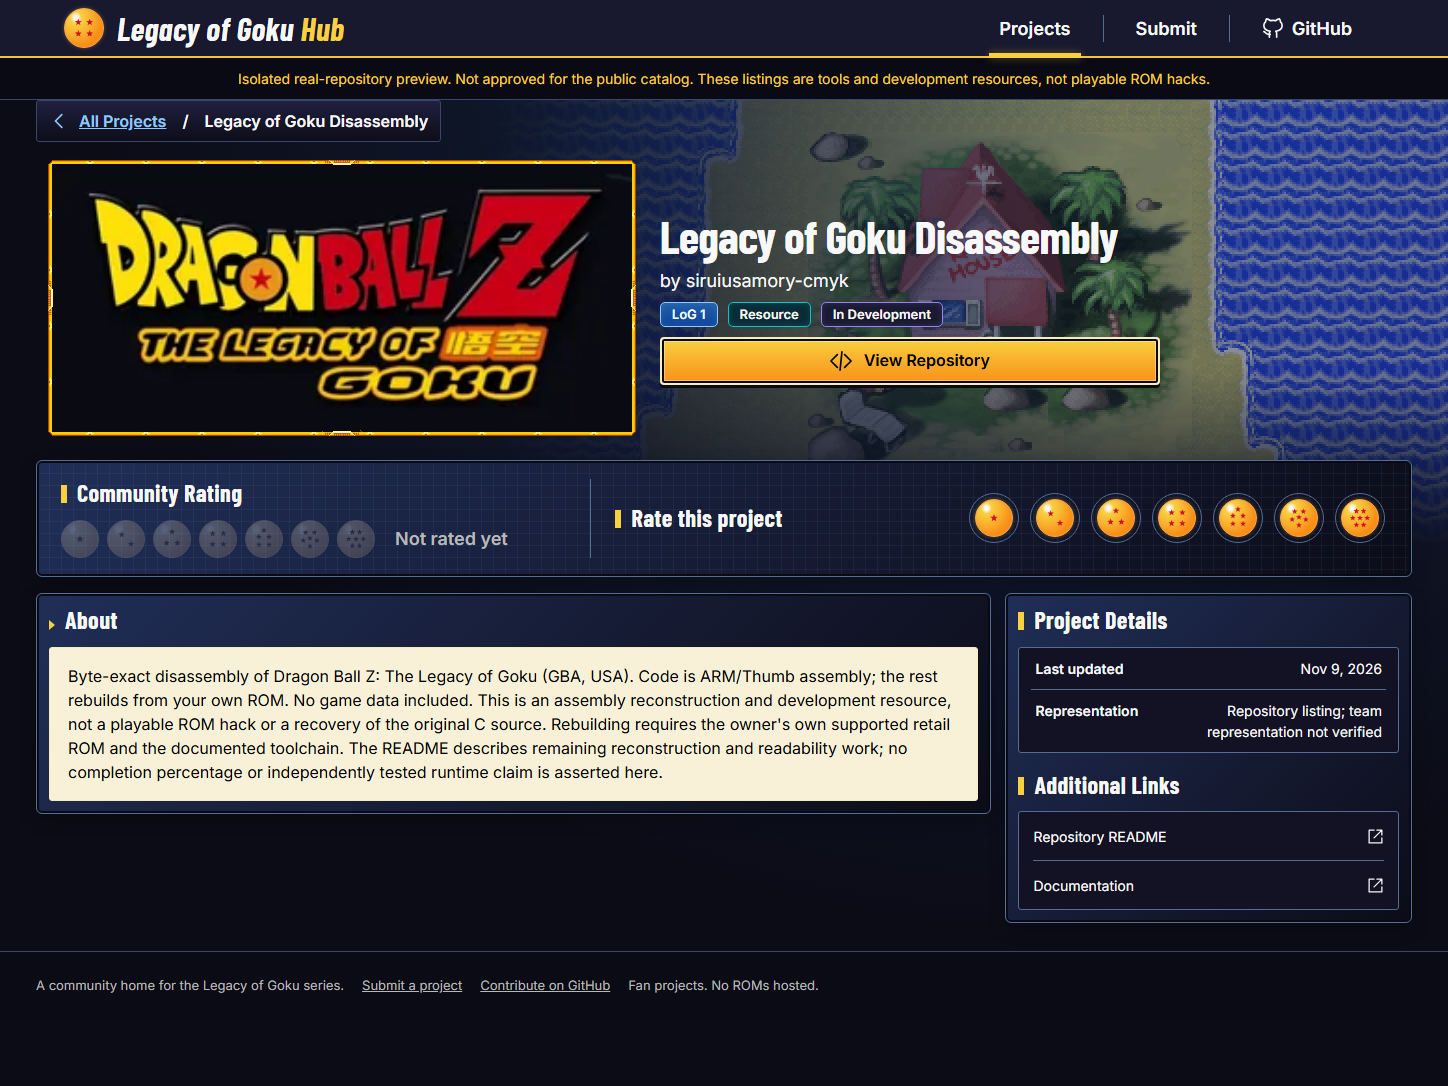 Legacy of Goku Hub
Projects
Submit
GitHub
Isolated real-repository preview. Not approved for the public catalog. These listings are tools and development resources, not playable ROM hacks.
All Projects / Legacy of Goku Disassembly
DRAGON BALL Z
THE LEGACY OF 悟空
GOKU
HOUSE
Legacy of Goku Disassembly
by siruiusamory-cmyk
LoG 1
Resource
In Development
View Repository
Community Rating
Not rated yet
Rate this project
About
Byte-exact disassembly of Dragon Ball Z: The Legacy of Goku (GBA, USA). Code is ARM/Thumb assembly; the rest
rebuilds from your own ROM. No game data included. This is an assembly reconstruction and development resource,
not a playable ROM hack or a recovery of the original C source. Rebuilding requires the owner's own supported retail
ROM and the documented toolchain. The README describes remaining reconstruction and readability work; no
completion percentage or independently tested runtime claim is asserted here.
Project Details
Last updated
Nov 9, 2026
Representation
Repository listing; team
representation not verified
Additional Links
Repository README
Documentation
A community home for the Legacy of Goku series.
Submit a project
Contribute on GitHub
Fan projects. No ROMs hosted.